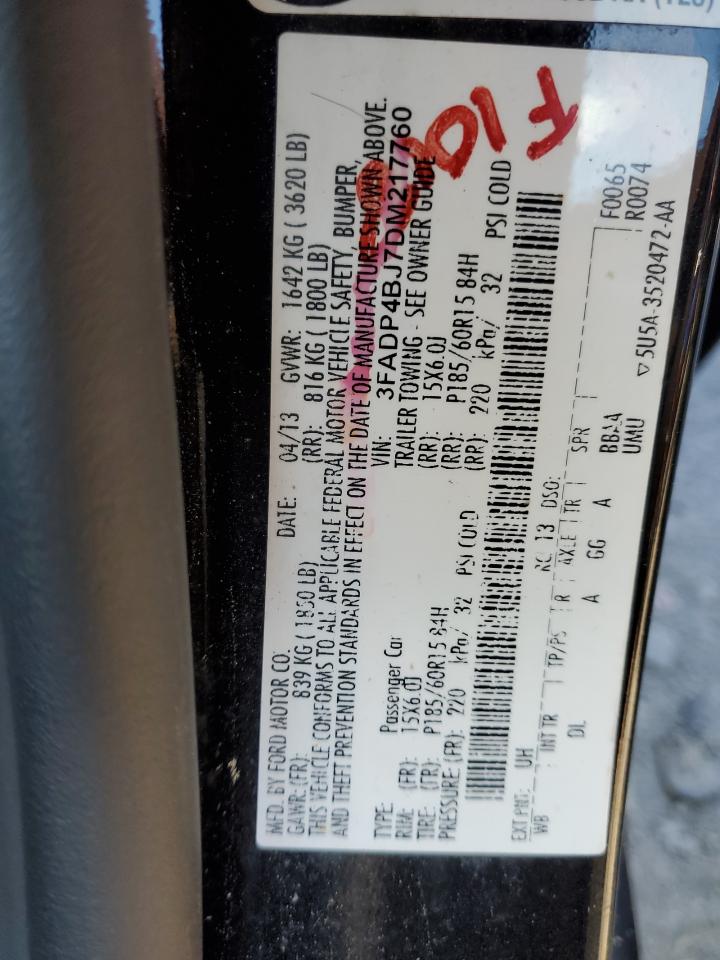 MFD. BY FORD MOTOR CO. DATE: 04/13 GVWR: 1642 KG ( 3620 LB)
GAWR: (FR): 839 KG ( 1850 LB) (RR): 816 KG ( 1800 LB)
THIS VEHICLE CONFORMS TO ALL APPLICABLE FEDERAL MOTOR VEHICLE SAFETY, BUMPER,
AND THEFT PREVENTION STANDARDS IN EFFECT ON THE DATE OF MANUFACTURE SHOWN ABOVE.
VIN: 3FADP4BJ7DM217760
TYPE: Passenger Car TRAILER TOWING - SEE OWNER GUIDE
RIM: (FR): 15X6.0J (RR): 15X6.0J
TIRE: (FR): P185/60R15 84H (RR): P185/60R15 84H
PRESSURE: (FR): 220 kPa/ 32 PSI COLD (RR): 220 kPa/ 32 PSI COLD
EXT PNT: UH RC: 13 DSO: F0065
WB INT TR TP/PS R AXLE TR SPR R0074
DL A GG A BBAA
UMU
▽5U5A-3520472-AA